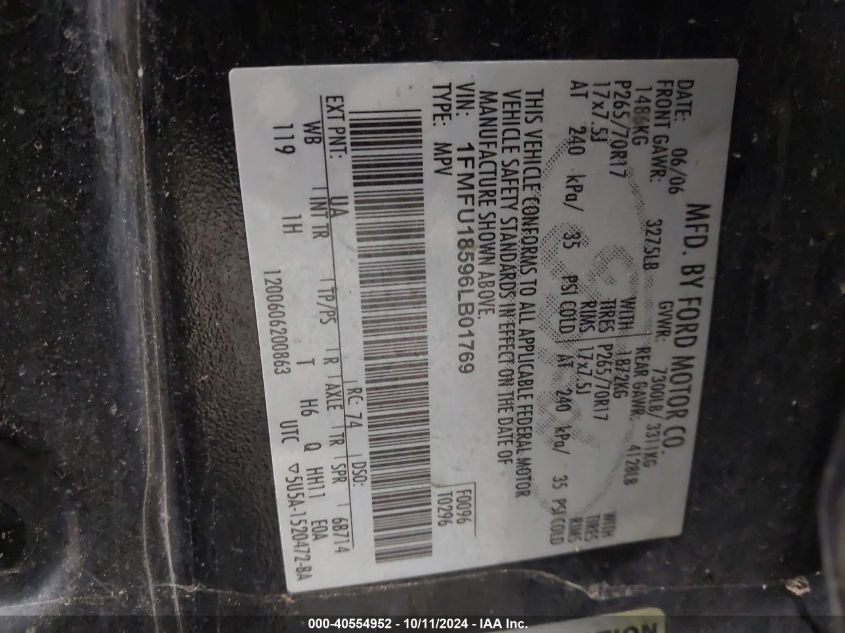 MFD. BY FORD MOTOR CO.
DATE: 06/06 GVWR: 7300LB/3311KG
FRONT GAWR: 3275LB REAR GAWR: 4128LB
1486KG WITH 1872KG WITH
P265/70R17 TIRES P265/70R17 TIRES
17x7.5J RIMS 17x7.5J RIMS
AT 240 kPa/ 35 PSI COLD AT 240 kPa/ 35 PSI COLD
THIS VEHICLE CONFORMS TO ALL APPLICABLE FEDERAL MOTOR
VEHICLE SAFETY STANDARDS IN EFFECT ON THE DATE OF
MANUFACTURE SHOWN ABOVE.
VIN: 1FMFU18596LB01769
TYPE: MPV
F0096
T0296
EXT PNT: UA RC: 74 DSO:
WB INT TR TP/PS R AXLE TR SPR 6B714
119 1H T H6 Q HH11 E0A
1200606200863 UTC ▽5U5A-1520472-BA
000-40554952 - 10/11/2024 - IAA Inc.